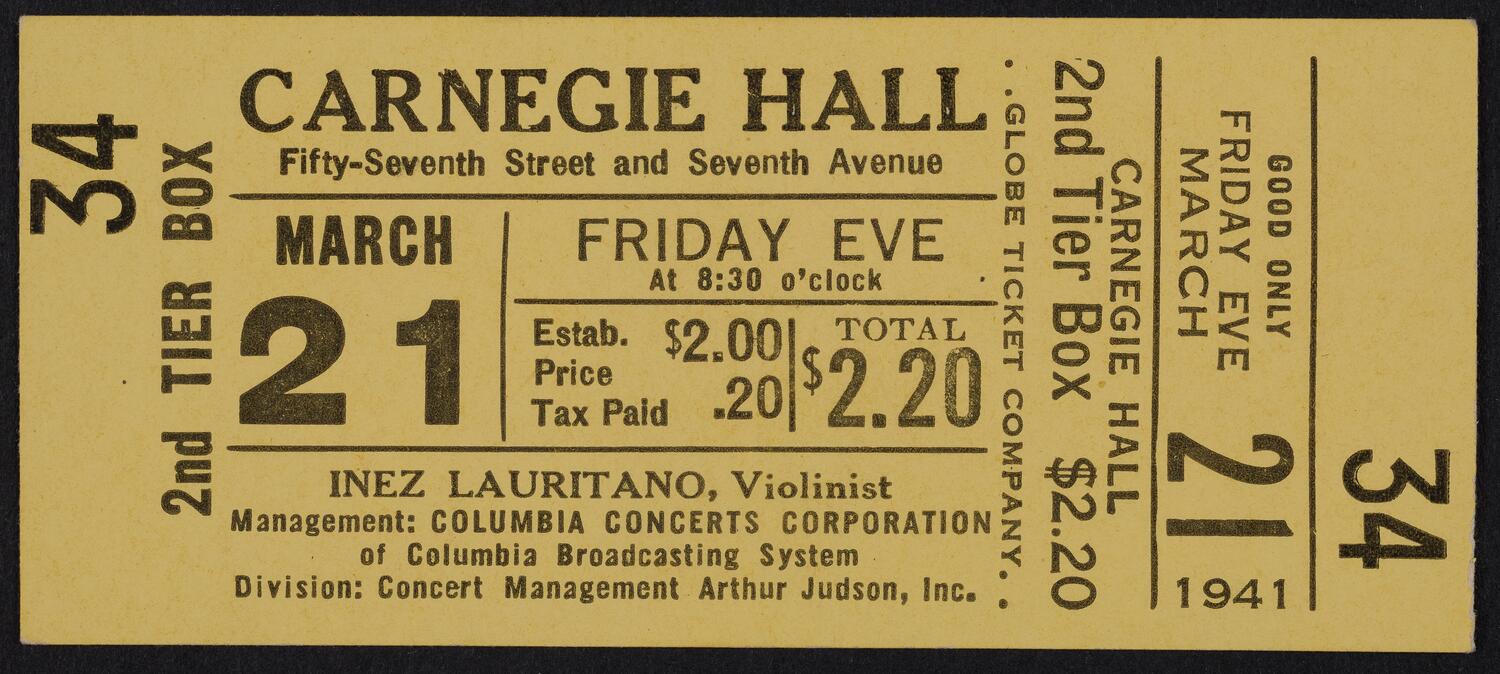 34
2nd TIER BOX
CARNEGIE HALL
Fifty-Seventh Street and Seventh Avenue
MARCH
21
FRIDAY EVE
At 8:30 o'clock
Estab. $2.00
Price
Tax Paid .20
TOTAL
$2.20
INEZ LAURITANO, Violinist
Management: COLUMBIA CONCERTS CORPORATION
of Columbia Broadcasting System
Division: Concert Management Arthur Judson, Inc.
. .GLOBE TICKET COMPANY. .
CARNEGIE HALL
2nd Tier Box $2.20
GOOD ONLY
FRIDAY EVE
MARCH
21
1941
34